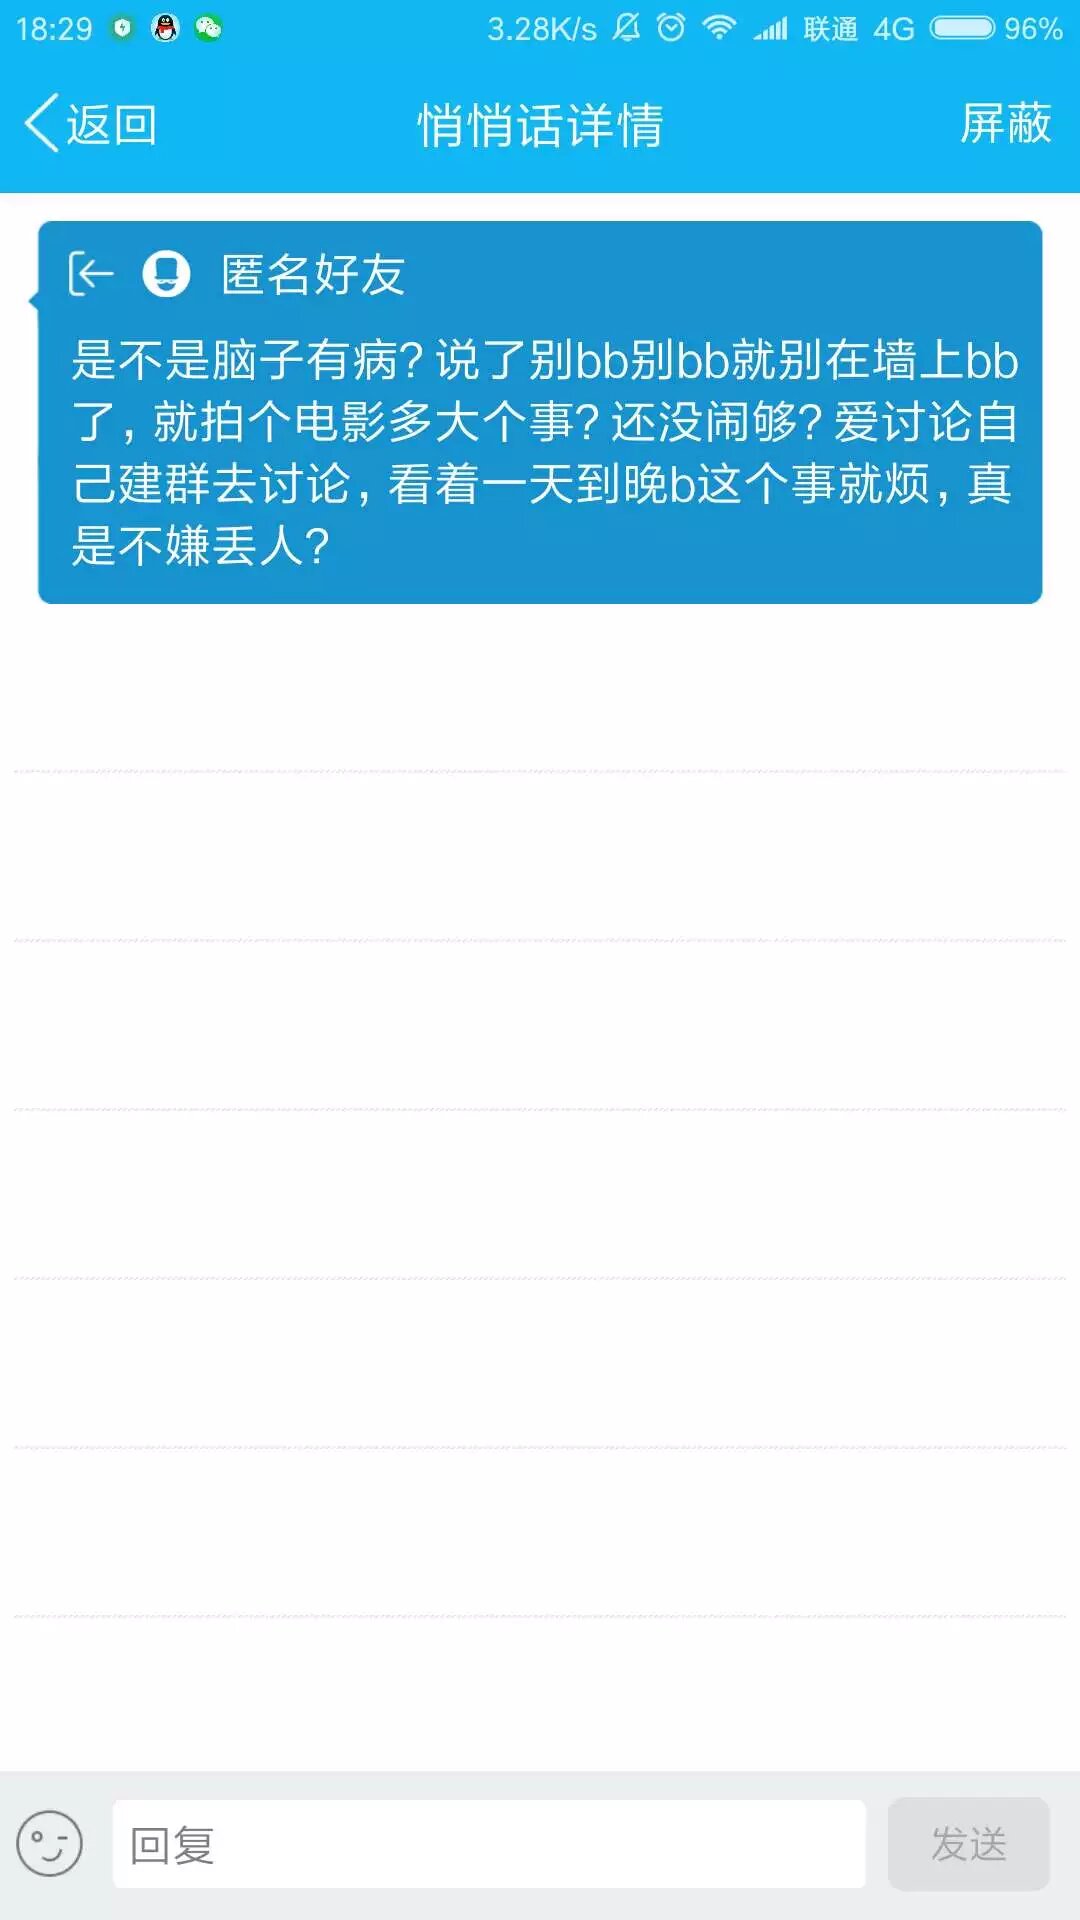 18:29 3.28K/s 联通 4G 96%
返回 悄悄话详情 屏蔽
匿名好友
是不是脑子有病？说了别bb别bb就别在墙上bb
了，就拍个电影多大个事？还没闹够？爱讨论自
己建群去讨论，看着一天到晚b这个事就烦，真
是不嫌丢人？
回复 发送